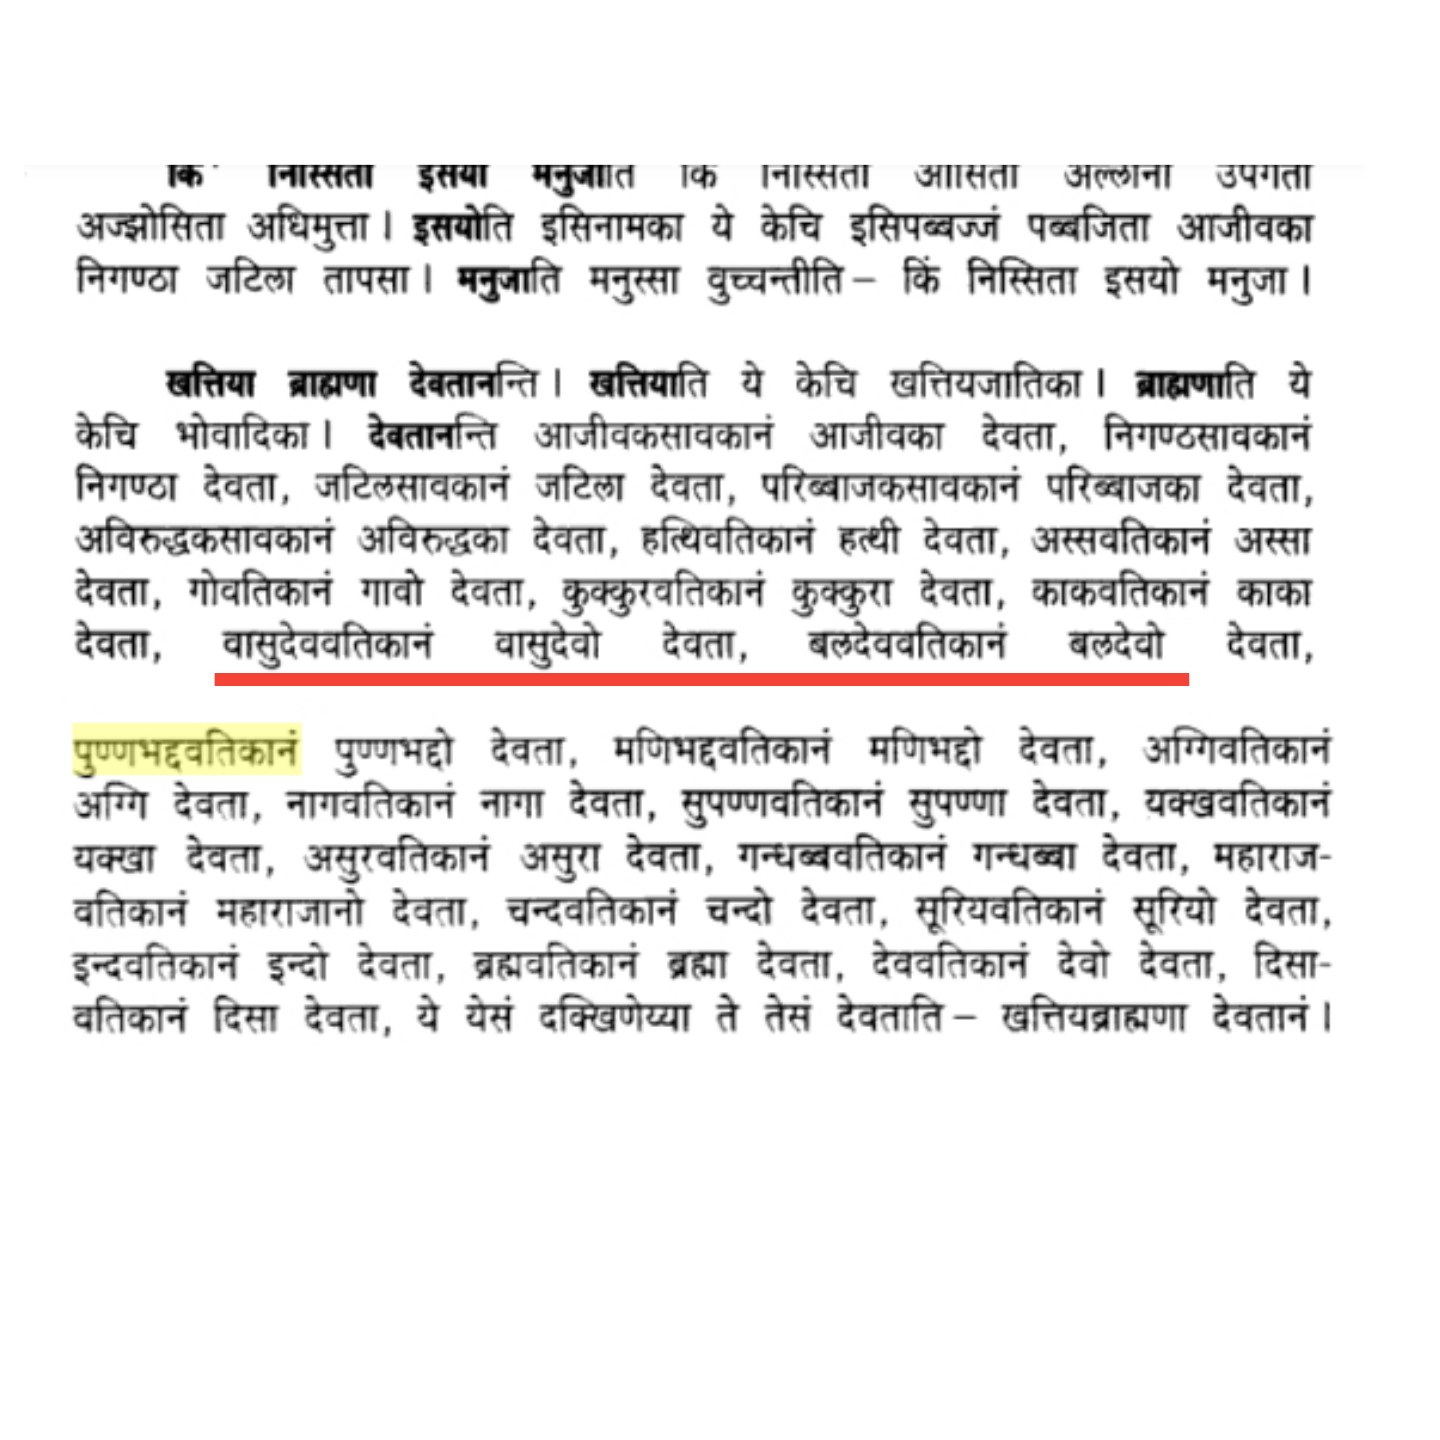 किं निस्सिता इसयो मनुजाति किं निस्सिता आसिता अल्लीना उपगता
अज्झोसिता अधिमुत्ता। इसयोति इसिनामका ये केचि इसिपब्बज्जं पब्बजिता आजीवका
निगण्ठा जटिला तापसा। मनुजाति मनुस्सा वुच्चन्तीति – किं निस्सिता इसयो मनुजा।
खत्तिया ब्राह्मणा देवतानन्ति। खत्तियाति ये केचि खत्तियजातिका। ब्राह्मणाति ये
केचि भोवादिका। देवतानन्ति आजीवकसावकानं आजीवका देवता, निगण्ठसावकानं
निगण्ठा देवता, जटिलसावकानं जटिला देवता, परिब्बाजकसावकानं परिब्बाजका देवता,
अविरुद्धकसावकानं अविरुद्धका देवता, हत्थिवतिकानं हत्थी देवता, अस्सवतिकानं अस्सा
देवता, गोवतिकानं गावो देवता, कुक्कुरवतिकानं कुक्कुरा देवता, काकवतिकानं काका
देवता, वासुदेववतिकानं वासुदेवो देवता, बलदेववतिकानं बलदेवो देवता,
पुण्णभद्दवतिकानं पुण्णभद्दो देवता, मणिभद्दवतिकानं मणिभद्दो देवता, अग्गिवतिकानं
अग्गि देवता, नागवतिकानं नागा देवता, सुपण्णवतिकानं सुपण्णा देवता, यक्खवतिकानं
यक्खा देवता, असुरवतिकानं असुरा देवता, गन्धब्बवतिकानं गन्धब्बा देवता, महाराज-
वतिकानं महाराजानो देवता, चन्दवतिकानं चन्दो देवता, सूरियवतिकानं सूरियो देवता,
इन्दवतिकानं इन्दो देवता, ब्रह्मवतिकानं ब्रह्मा देवता, देववतिकानं देवो देवता, दिसा-
वतिकानं दिसा देवता, ये येसं दक्खिणेय्या ते तेसं देवताति – खत्तियब्राह्मणा देवतानं।